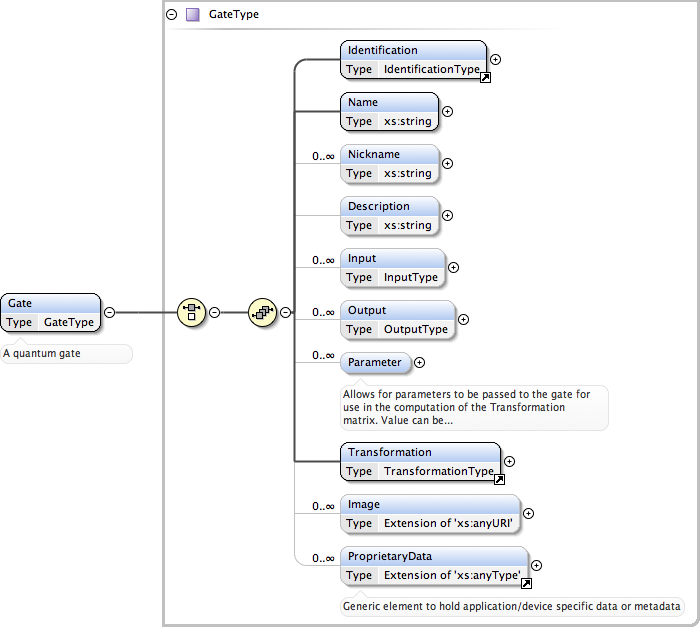 GateType
Identification
Type IdentificationType
Name
Type xs:string
0..∞ Nickname
Type xs:string
Description
Type xs:string
0..∞ Input
Type InputType
Gate
Type GateType
A quantum gate
0..∞ Output
Type OutputType
0..∞ Parameter
Allows for parameters to be passed to the gate for
use in the computation of the Transformation
matrix. Value can be...
Transformation
Type TransformationType
0..∞ Image
Type Extension of 'xs:anyURI'
0..∞ ProprietaryData
Type Extension of 'xs:anyType'
Generic element to hold application/device specific data or metadata